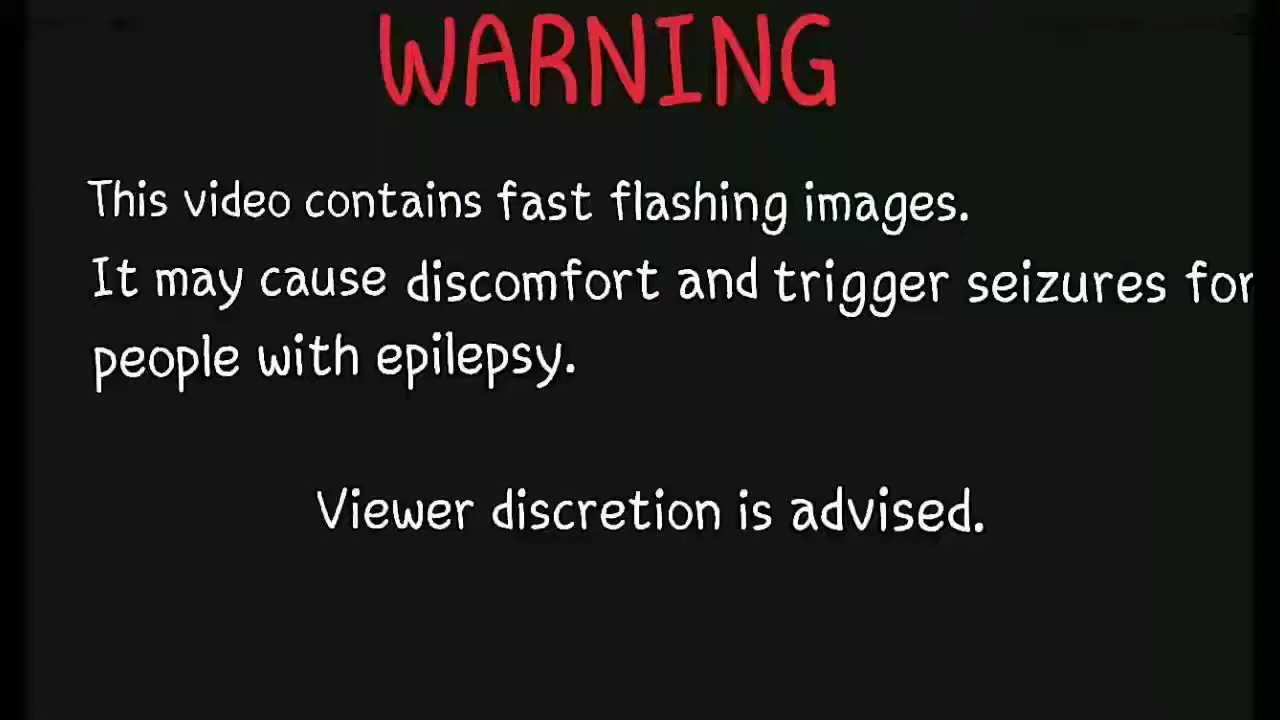 WARNING
This video contains fast flashing images.
It may cause discomfort and trigger seizures for
people with epilepsy.
Viewer discretion is advised.